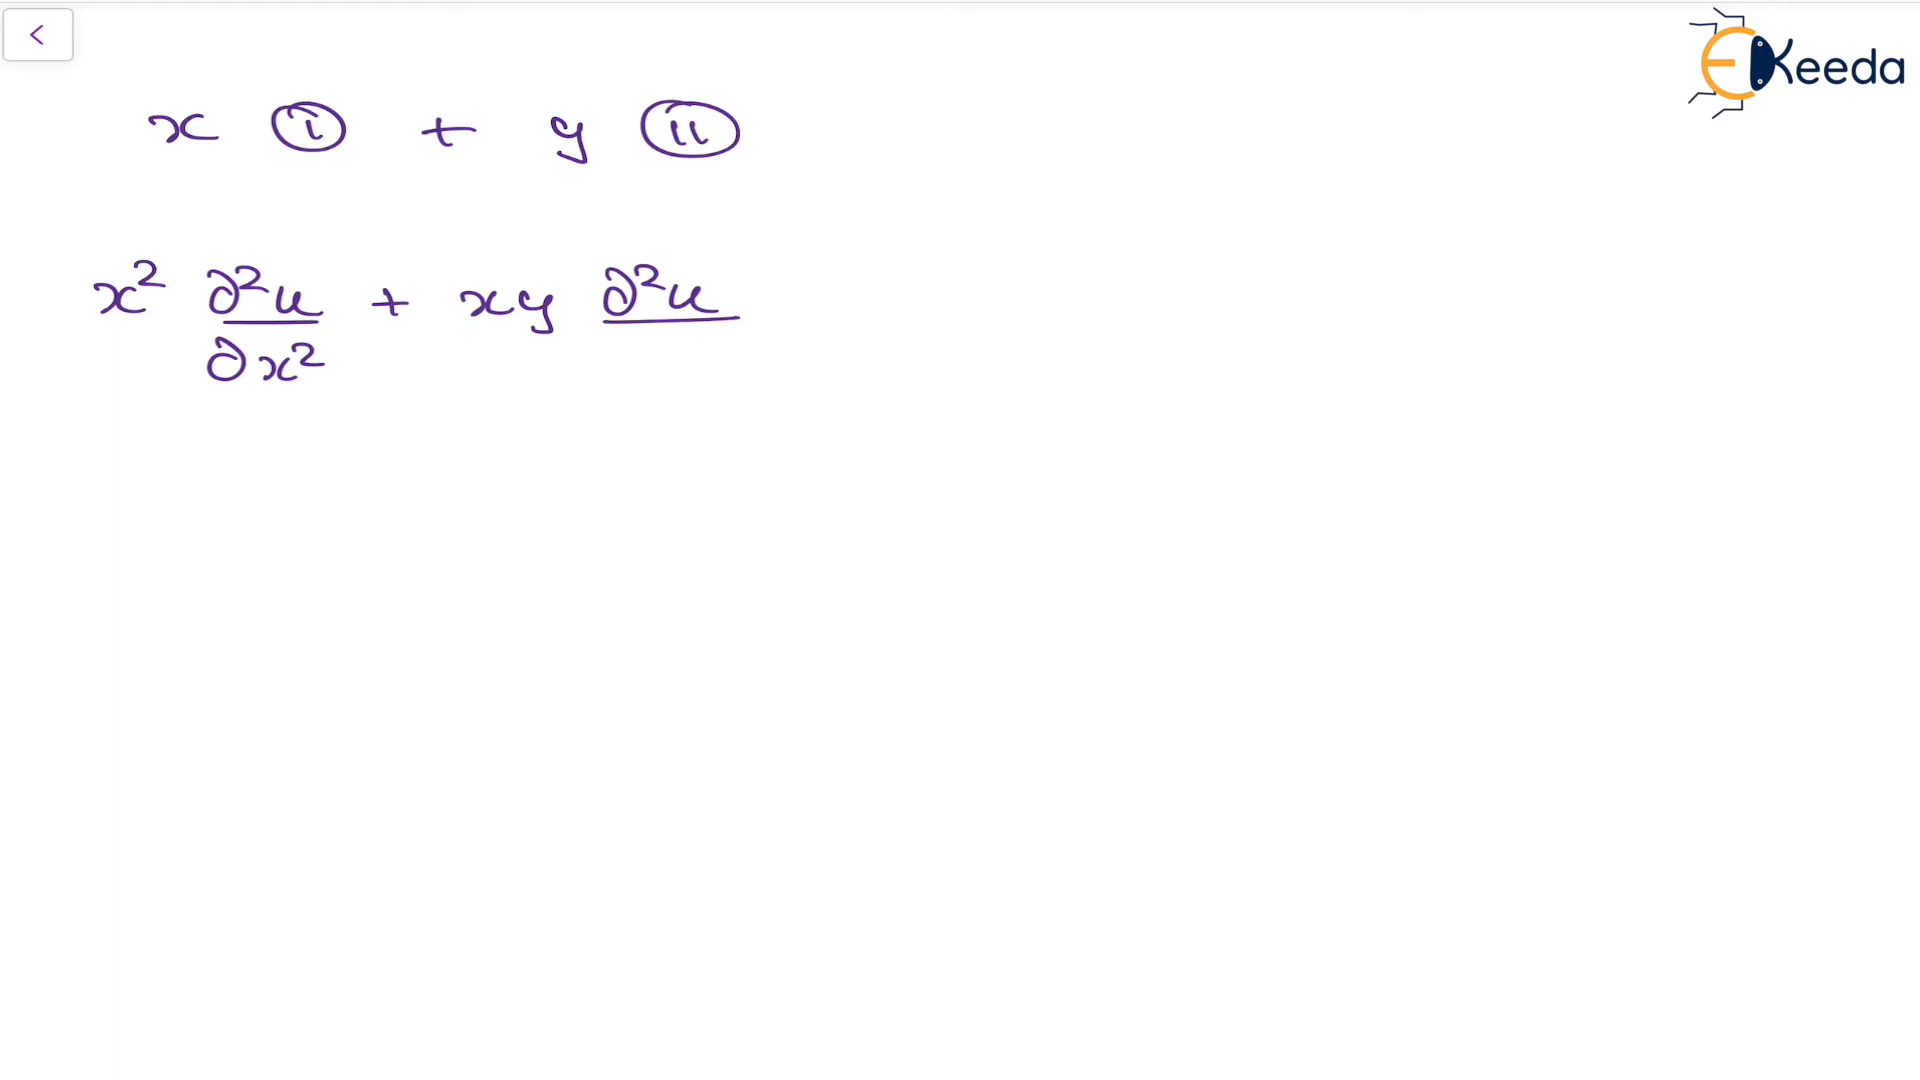 <
EKeeda
x (i) + y (ii)
x² ∂²u + xy ∂²u
∂x²